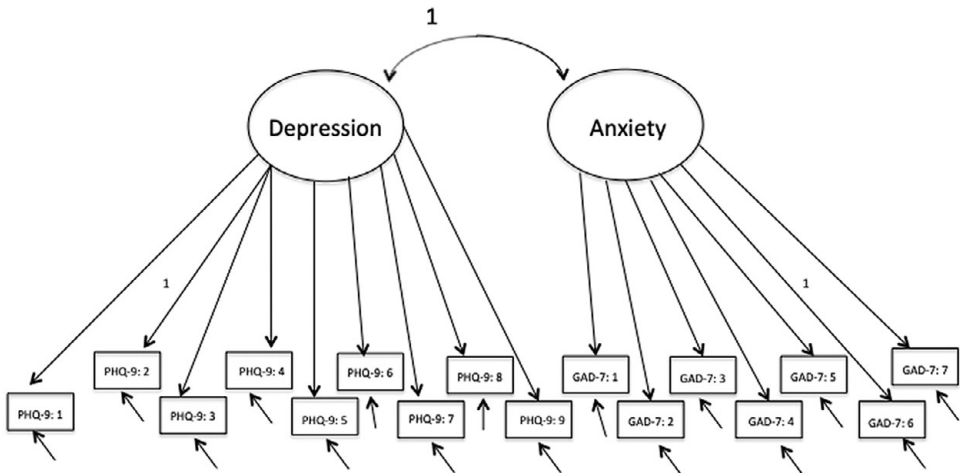 1
Depression
Anxiety
1
1
PHQ-9: 1
PHQ-9: 2
PHQ-9: 3
PHQ-9: 4
PHQ-9: 5
PHQ-9: 6
PHQ-9: 7
PHQ-9: 8
PHQ-9: 9
GAD-7: 1
GAD-7: 2
GAD-7: 3
GAD-7: 4
GAD-7: 5
GAD-7: 6
GAD-7: 7